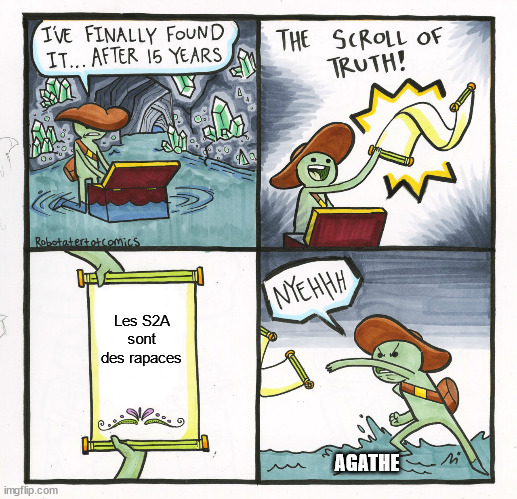 I'VE FINALLY FOUND
IT... AFTER 15 YEARS
THE SCROLL OF
TRUTH!
Robotatertotcomics
Les S2A
sont
des rapaces
NYEHHH
AGATHE
imgflip.com